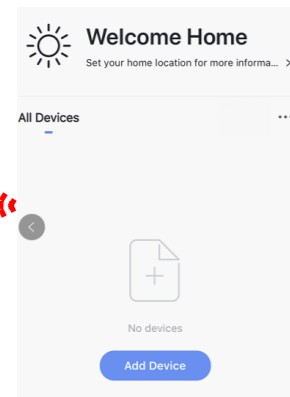 Welcome Home
Set your home location for more informa... >
All Devices
...
No devices
Add Device